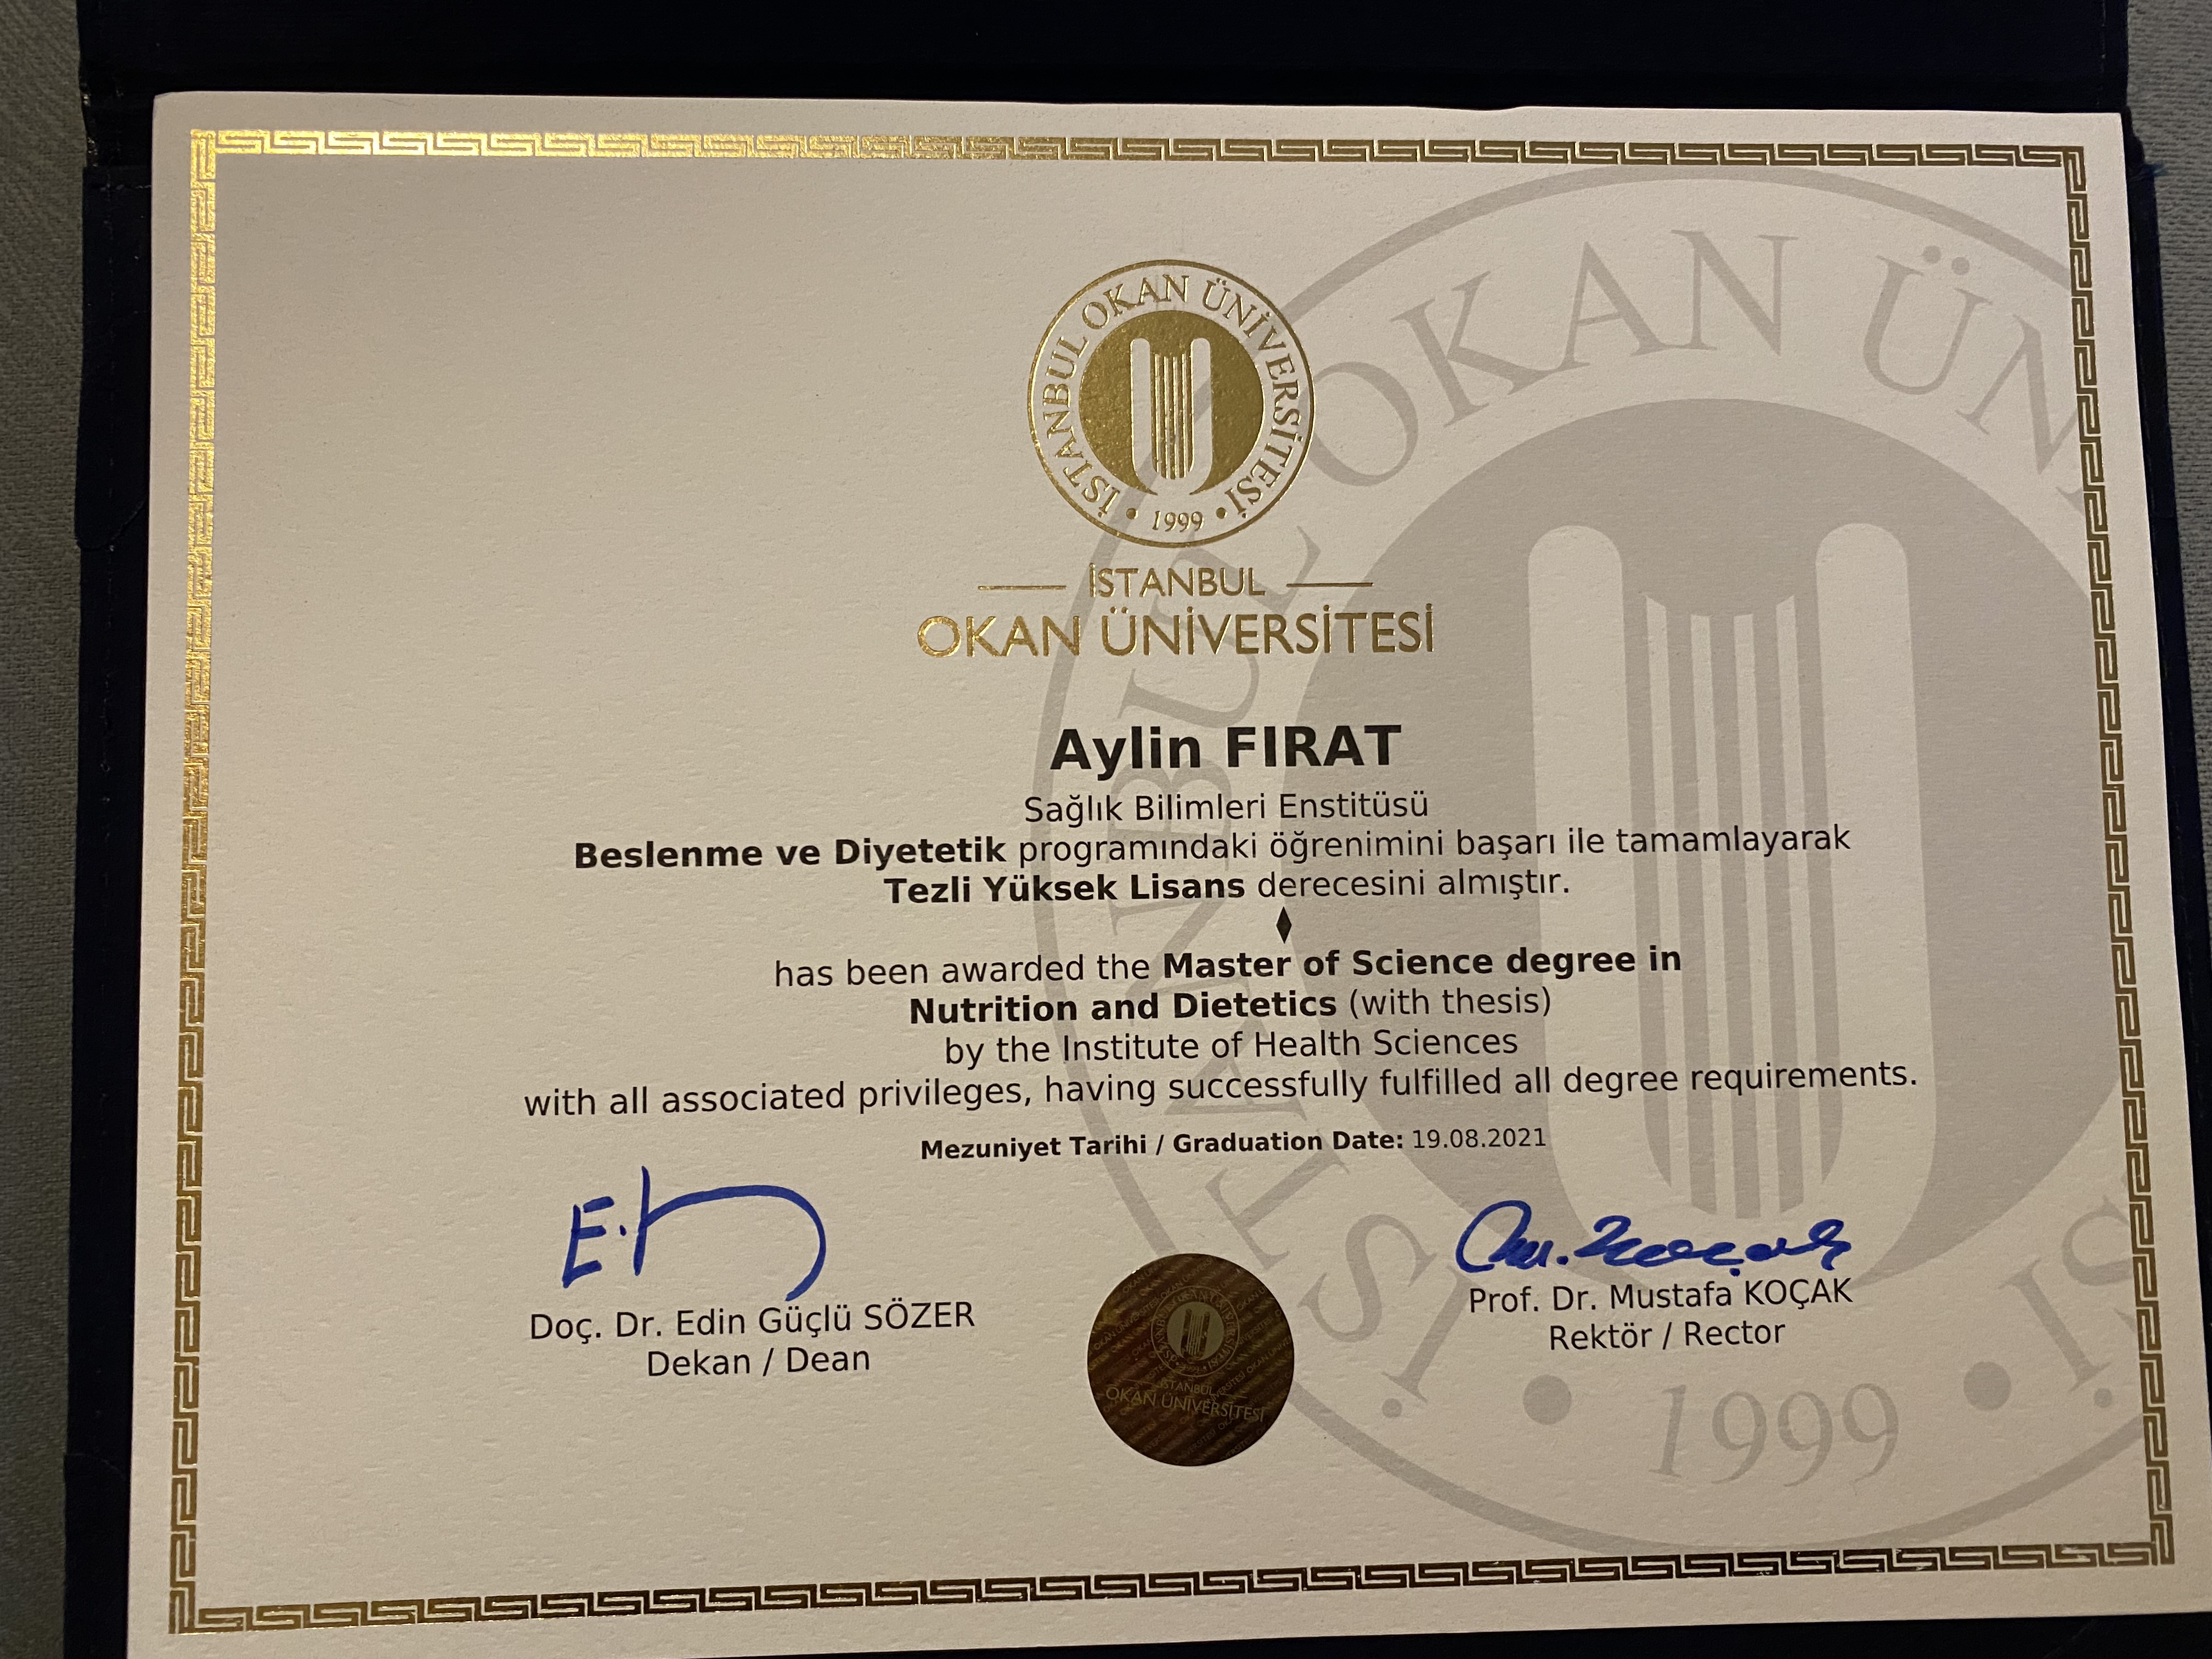 İSTANBUL OKAN ÜNİVERSİTESİ
• 1999 •
İSTANBUL
OKAN ÜNİVERSİTESİ
Aylin FIRAT
Sağlık Bilimleri Enstitüsü
Beslenme ve Diyetetik programındaki öğrenimini başarı ile tamamlayarak
Tezli Yüksek Lisans derecesini almıştır.
has been awarded the Master of Science degree in
Nutrition and Dietetics (with thesis)
by the Institute of Health Sciences
with all associated privileges, having successfully fulfilled all degree requirements.
Mezuniyet Tarihi / Graduation Date: 19.08.2021
Doç. Dr. Edin Güçlü SÖZER
Dekan / Dean
Prof. Dr. Mustafa KOÇAK
Rektör / Rector
İSTANBUL
OKAN ÜNİVERSİTESİ
1999